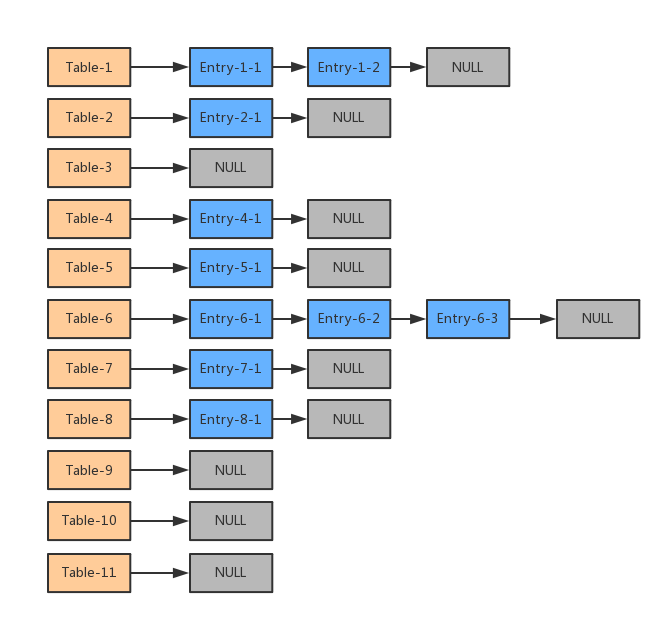 Table-1 Entry-1-1 Entry-1-2 NULL
Table-2 Entry-2-1 NULL
Table-3 NULL
Table-4 Entry-4-1 NULL
Table-5 Entry-5-1 NULL
Table-6 Entry-6-1 Entry-6-2 Entry-6-3 NULL
Table-7 Entry-7-1 NULL
Table-8 Entry-8-1 NULL
Table-9 NULL
Table-10 NULL
Table-11 NULL